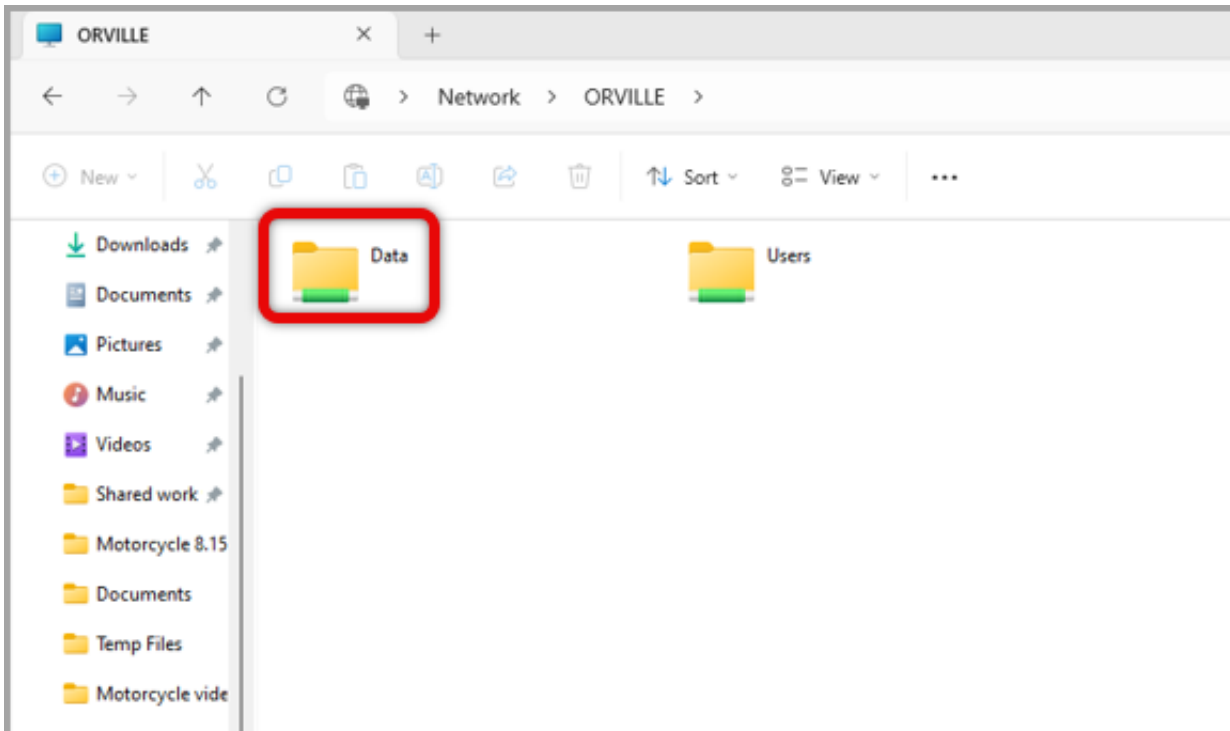 ORVILLE
Network > ORVILLE >
New
Sort
View
Downloads
Documents
Pictures
Music
Videos
Shared work
Motorcycle 8.15
Documents
Temp Files
Motorcycle vide
Data
Users